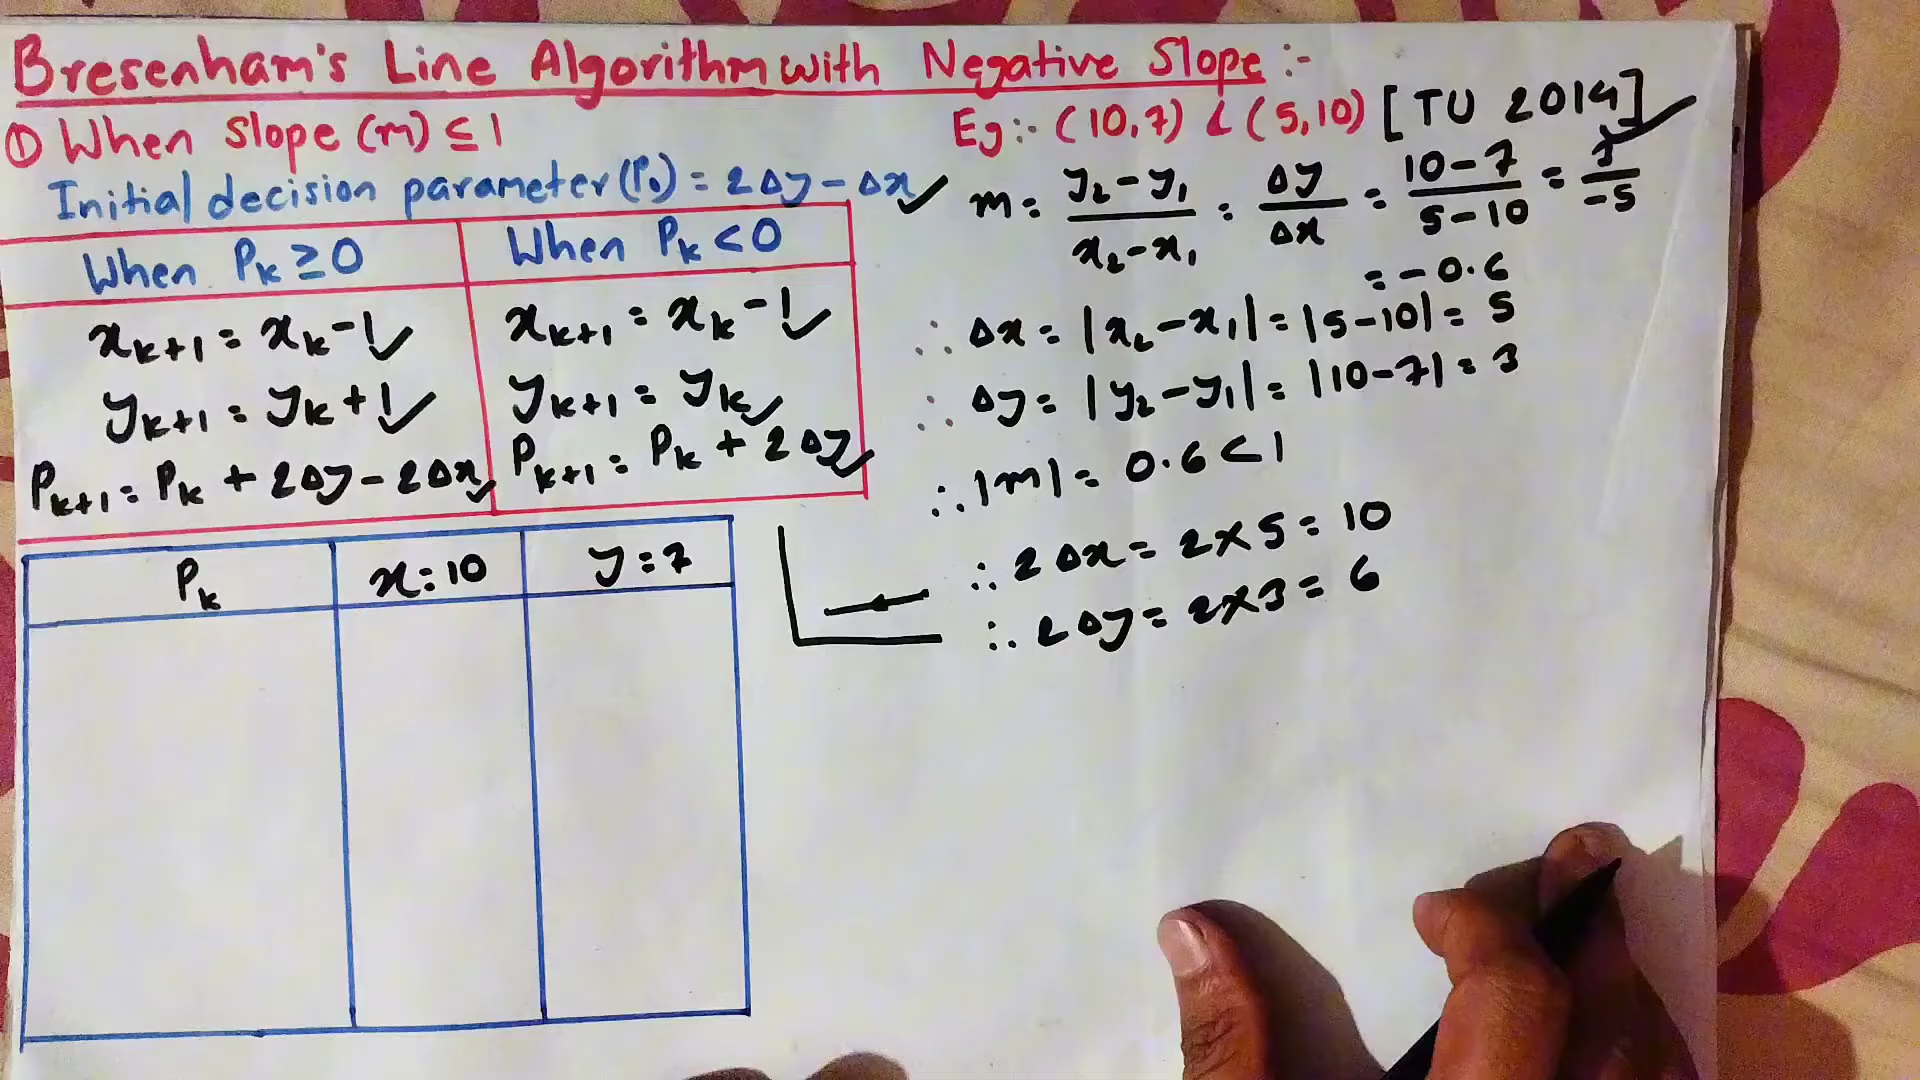 Bresenham's Line Algorithm with Negative Slope :-
① When Slope (m) ≤ 1
Initial decision parameter (P₀) = 2Δy - Δx ✓
When Pk ≥ 0
xk+1 = xk - 1 ✓
yk+1 = yk + 1 ✓
Pk+1 = Pk + 2Δy - 2Δx ✓
When Pk < 0
xk+1 = xk - 1 ✓
yk+1 = yk ✓
Pk+1 = Pk + 2Δy ✓
Pk x = 10 y = 7
Eg :- (10, 7) & (5, 10) [TU 2014] ✓
m = y₂ - y₁ / x₂ - x₁ = Δy / Δx = 10 - 7 / 5 - 10 = 3 / -5
= - 0.6
∴ Δx = |x₂ - x₁| = |5 - 10| = 5
∴ Δy = |y₂ - y₁| = |10 - 7| = 3
∴ |m| = 0.6 < 1
∴ 2Δx = 2 × 5 = 10
∴ 2Δy = 2 × 3 = 6